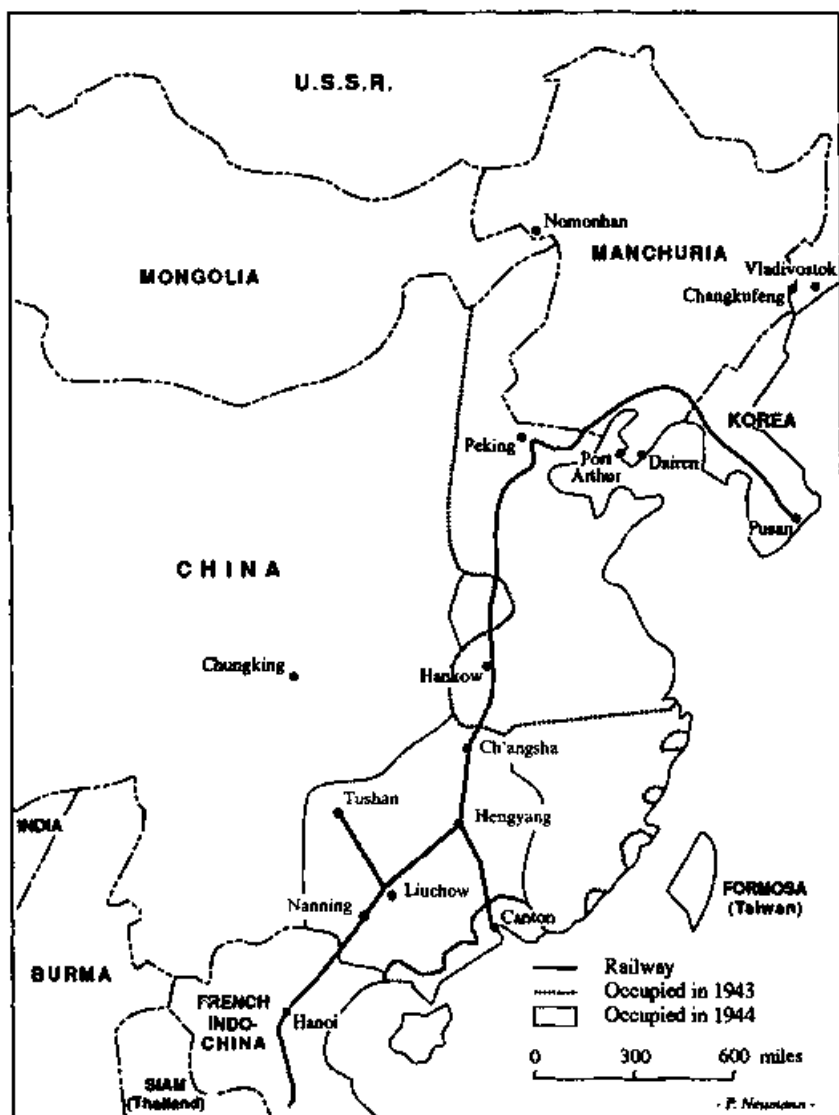 U.S.S.R.
Nomonhan
MANCHURIA
Vladivostok
MONGOLIA
Changkufeng
KOREA
Peking
Port
Arthur
Dairen
Pusan
CHINA
Chungking
Hankow
Ch'angsha
Tushan
Hengyang
INDIA
Liuchow
Nanning
Canton
FORMOSA
(Taiwan)
BURMA
FRENCH
INDO-
CHINA
Hanoi
SIAM
(Thailand)
Railway
Occupied in 1943
Occupied in 1944
0 300 600 miles
- P. Neumann -